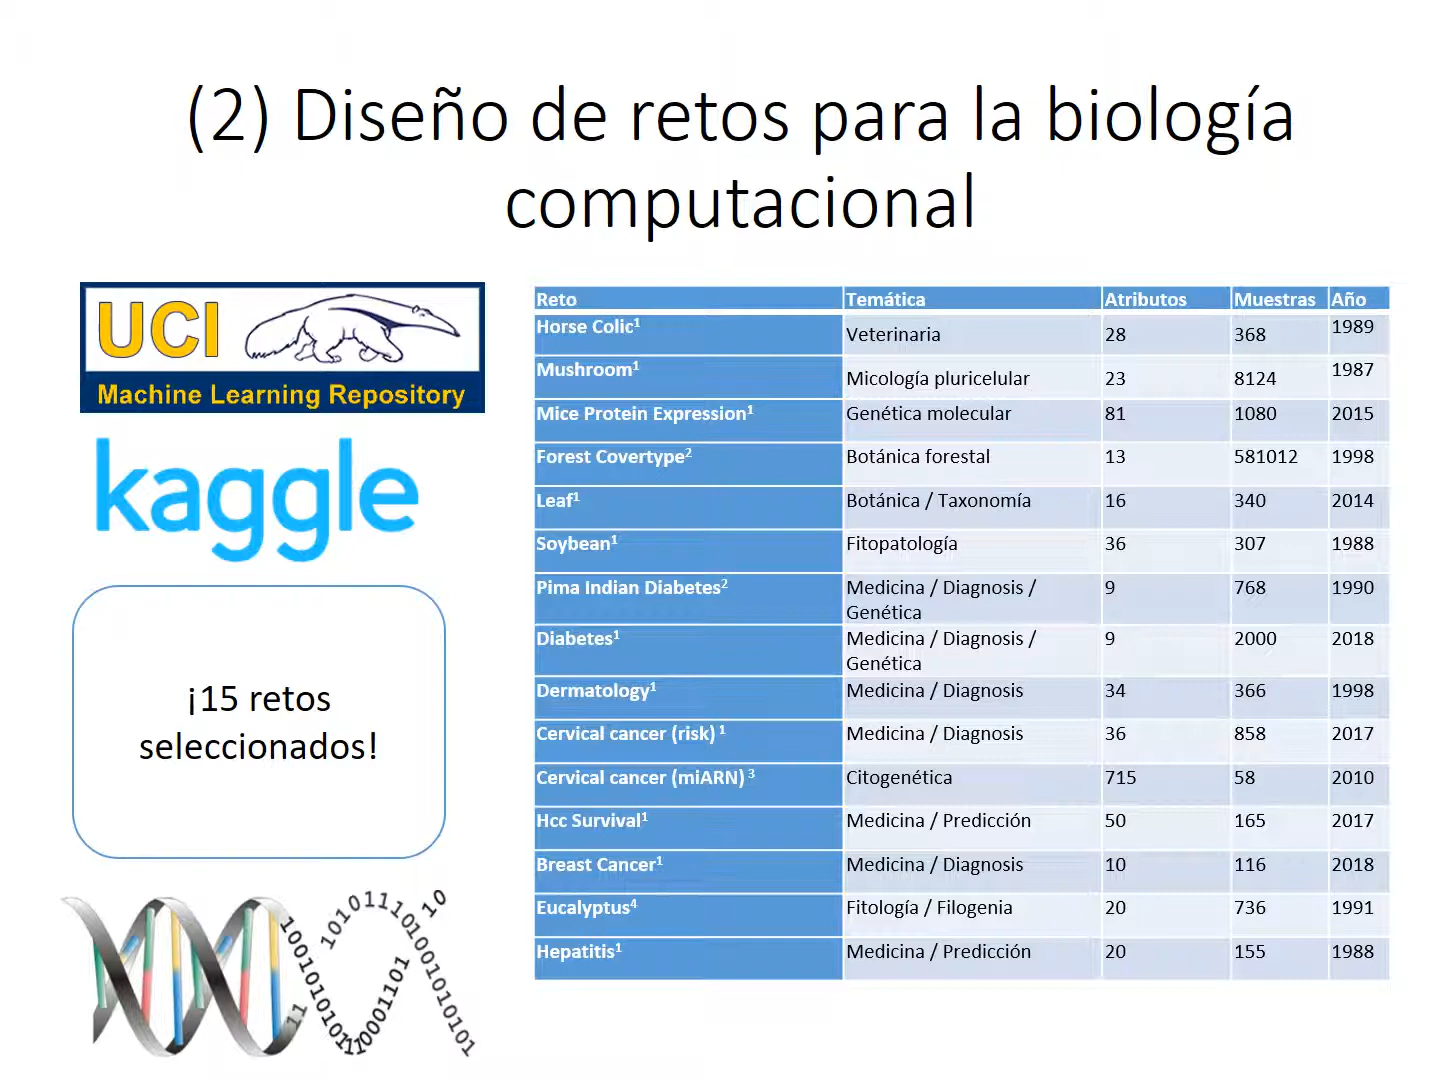 (2) Diseño de retos para la biología
computacional
UCI
Machine Learning Repository
kaggle
¡15 retos
seleccionados!
Reto Temática Atributos Muestras Año
Horse Colic¹ Veterinaria 28 368 1989
Mushroom¹ Micología pluricelular 23 8124 1987
Mice Protein Expression¹ Genética molecular 81 1080 2015
Forest Covertype² Botánica forestal 13 581012 1998
Leaf¹ Botánica / Taxonomía 16 340 2014
Soybean¹ Fitopatología 36 307 1988
Pima Indian Diabetes² Medicina / Diagnosis / 9 768 1990
Genética
Diabetes¹ Medicina / Diagnosis / 9 2000 2018
Genética
Dermatology¹ Medicina / Diagnosis 34 366 1998
Cervical cancer (risk) ¹ Medicina / Diagnosis 36 858 2017
Cervical cancer (miARN) ³ Citogenética 715 58 2010
Hcc Survival¹ Medicina / Predicción 50 165 2017
Breast Cancer¹ Medicina / Diagnosis 10 116 2018
Eucalyptus⁴ Fitología / Filogenia 20 736 1991
Hepatitis¹ Medicina / Predicción 20 155 1988